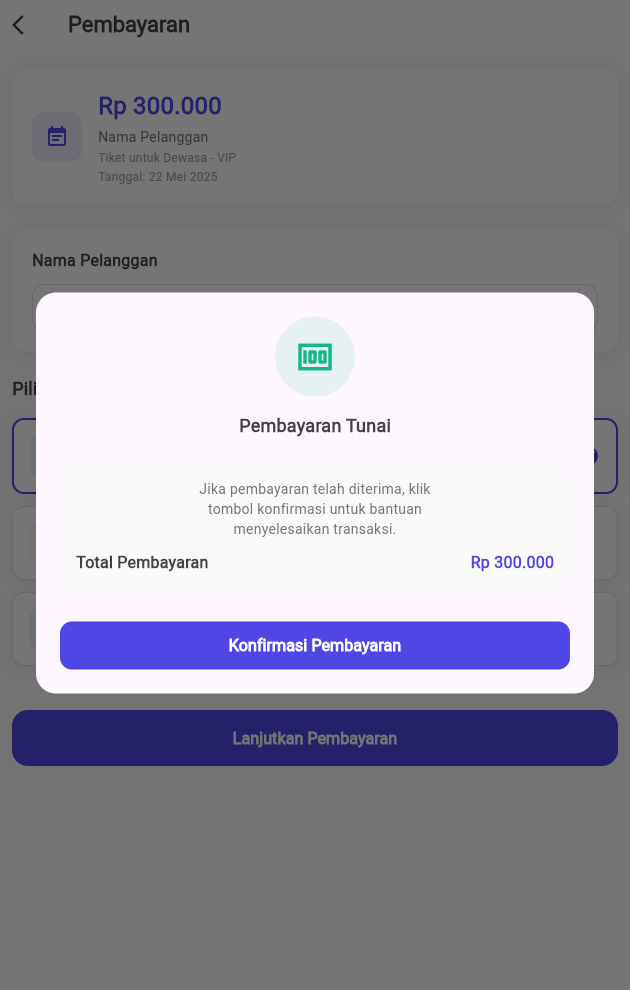 Pembayaran
Rp 300.000
Nama Pelanggan
Tiket untuk Dewasa - VIP
Tanggal: 22 Mei 2025
Nama Pelanggan
Pili
100
Pembayaran Tunai
Jika pembayaran telah diterima, klik
tombol konfirmasi untuk bantuan
menyelesaikan transaksi.
Total Pembayaran Rp 300.000
Konfirmasi Pembayaran
Lanjutkan Pembayaran